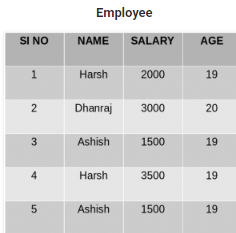 Employee
SI NO NAME SALARY AGE
1 Harsh 2000 19
2 Dhanraj 3000 20
3 Ashish 1500 19
4 Harsh 3500 19
5 Ashish 1500 19